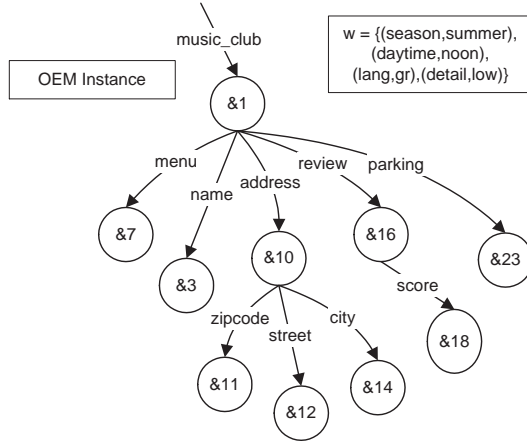 music_club
w = {(season,summer),
(daytime,noon),
(lang,gr),(detail,low)}
OEM Instance
&1
menu
name
address
review
parking
&7
&3
&10
&16
&23
zipcode
street
city
score
&11
&12
&14
&18